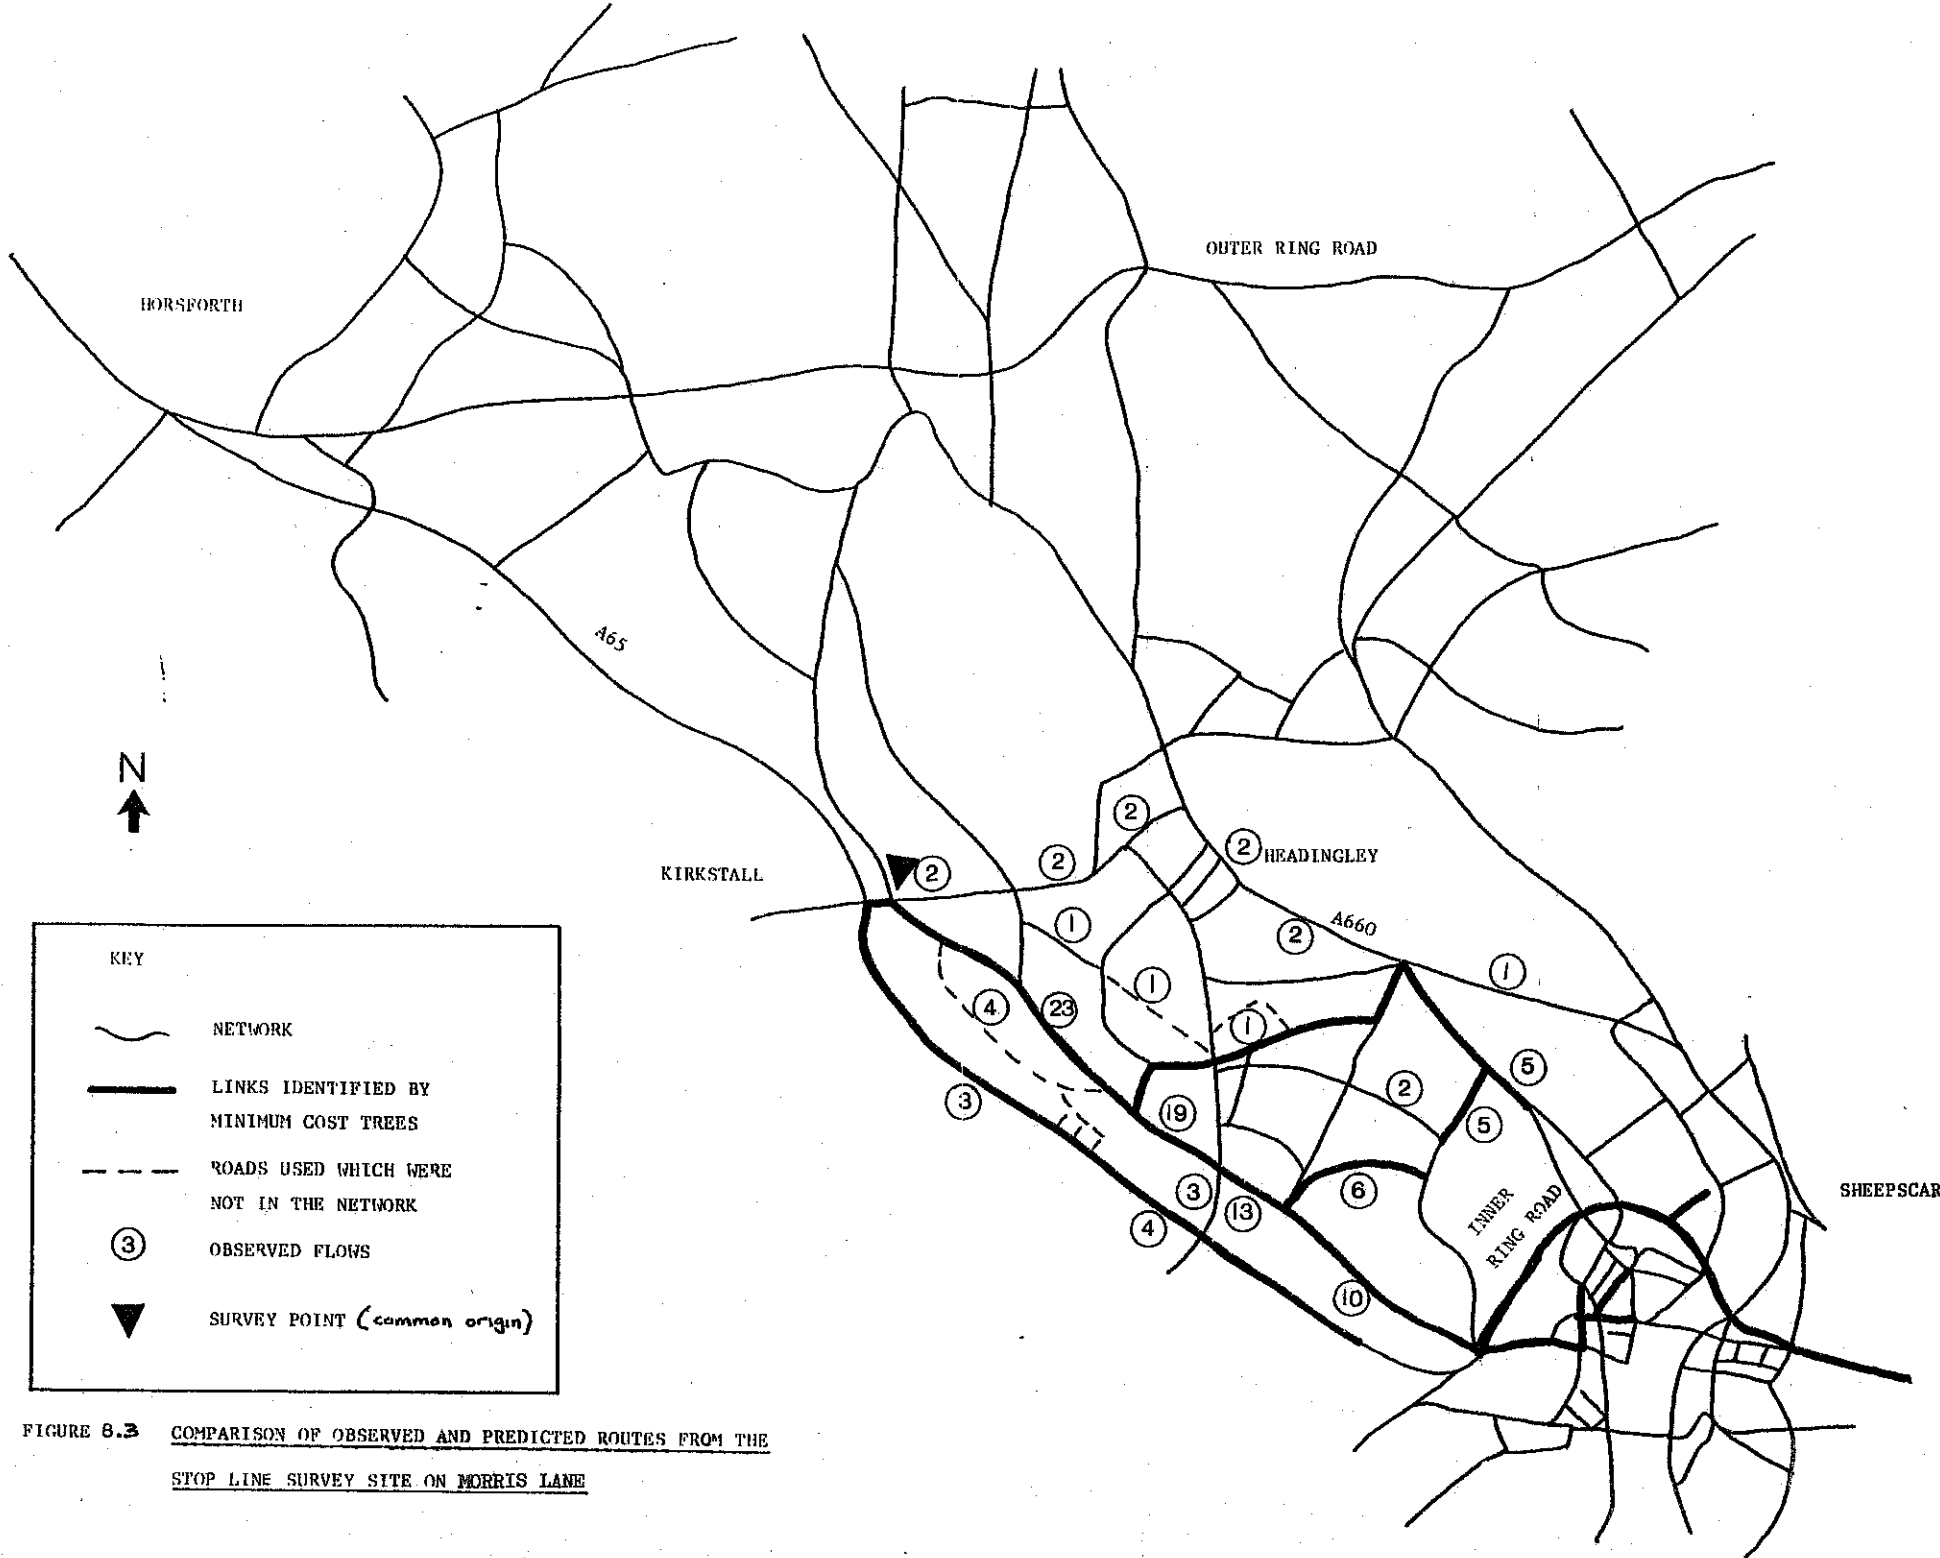 OUTER RING ROAD
HORSFORTH
A65
N
2
2
2
HEADINGLEY
2
KIRKSTALL
2
1
A660
2
1
1
4
23
1
5
2
3
19
5
6
3
13
4
INNER
RING ROAD
SHEEPSCAR
10
KEY
NETWORK
LINKS IDENTIFIED BY
MINIMUM COST TREES
ROADS USED WHICH WERE
NOT IN THE NETWORK
3
OBSERVED FLOWS
SURVEY POINT (common origin)
FIGURE 8.3 COMPARISON OF OBSERVED AND PREDICTED ROUTES FROM THE
STOP LINE SURVEY SITE ON MORRIS LANE